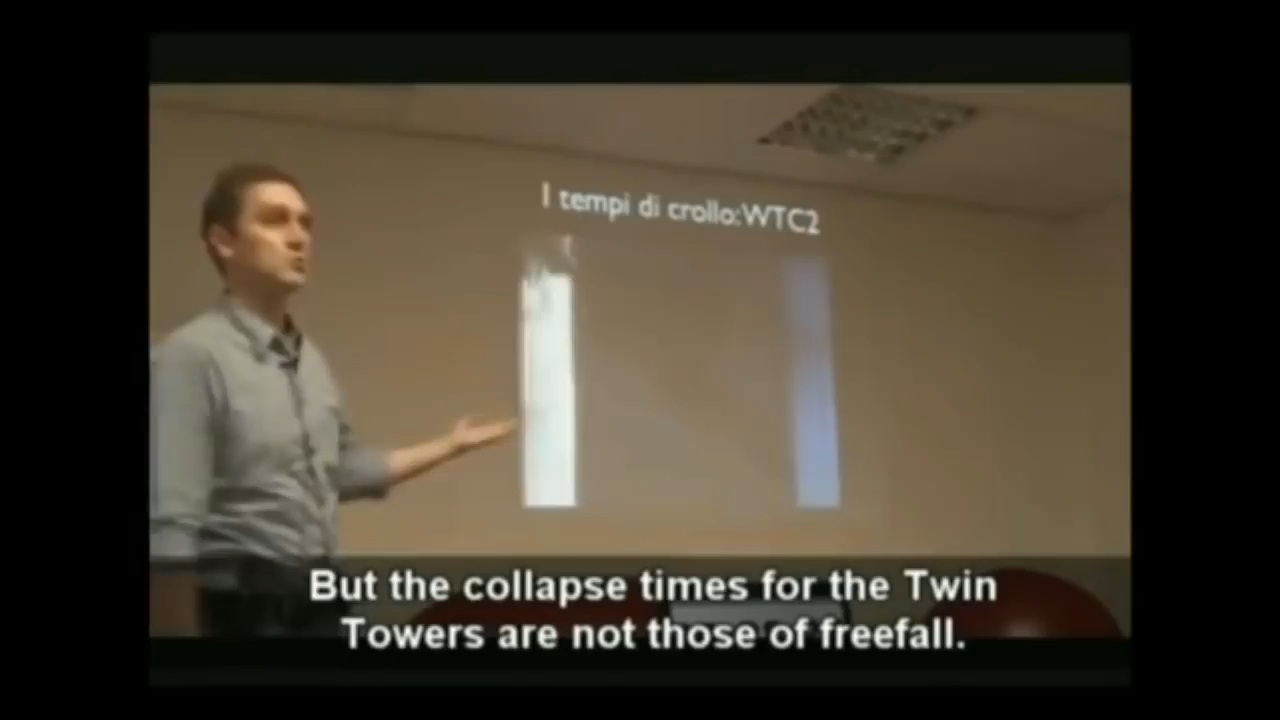 I tempi di crollo: WTC2
But the collapse times for the Twin
Towers are not those of freefall.